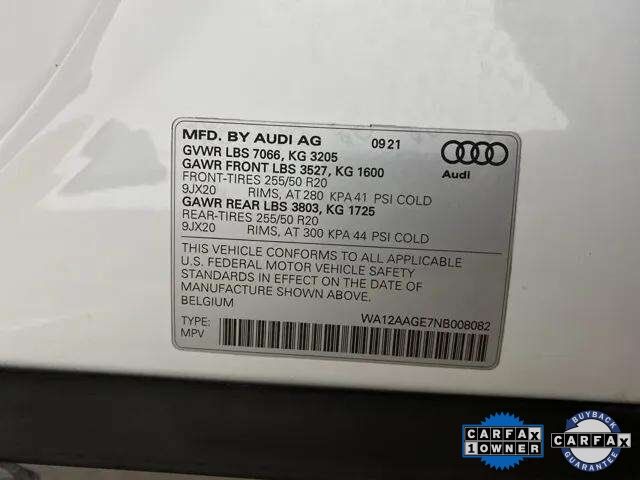 MFD. BY AUDI AG 09 21
GVWR LBS 7066, KG 3205
GAWR FRONT LBS 3527, KG 1600
FRONT-TIRES 255/50 R20
9JX20 RIMS, AT 280 KPA 41 PSI COLD
GAWR REAR LBS 3803, KG 1725
REAR-TIRES 255/50 R20
9JX20 RIMS, AT 300 KPA 44 PSI COLD
Audi
THIS VEHICLE CONFORMS TO ALL APPLICABLE
U.S. FEDERAL MOTOR VEHICLE SAFETY
STANDARDS IN EFFECT ON THE DATE OF
MANUFACTURE SHOWN ABOVE.
BELGIUM
WA12AAGE7NB008082
TYPE:
MPV
CARFAX
1 OWNER
BUYBACK
CARFAX
GUARANTEE